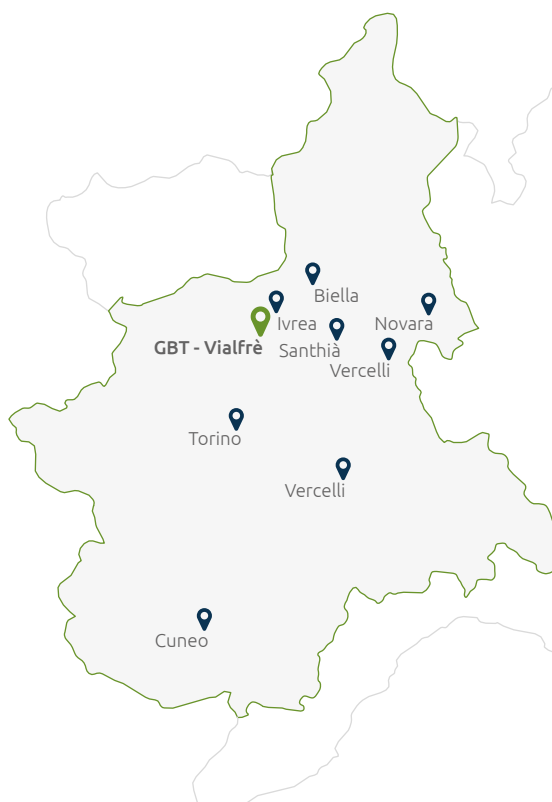 Biella
Ivrea
Novara
GBT - Vialfrè
Santhià
Vercelli
Torino
Vercelli
Cuneo